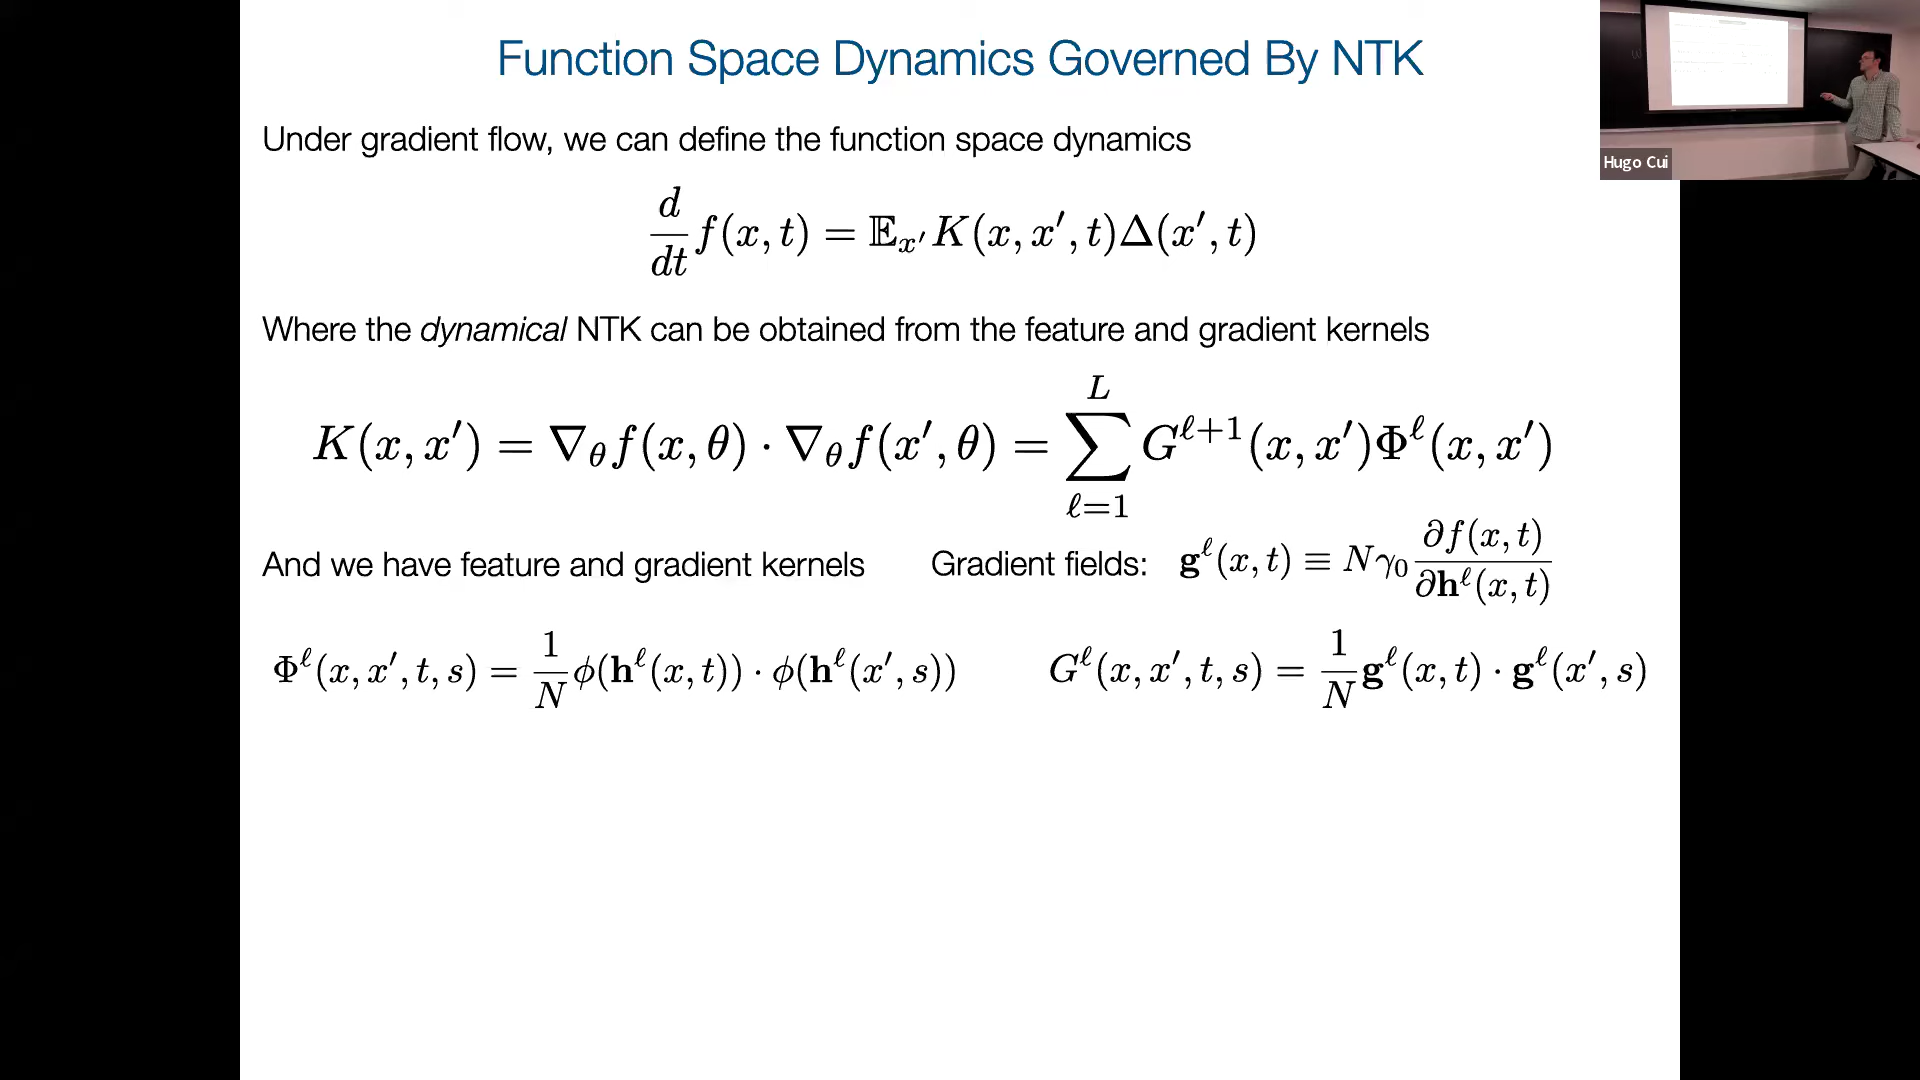 Function Space Dynamics Governed By NTK
Under gradient flow, we can define the function space dynamics
d/dt f(x, t) = 𝔼_{x′} K(x, x′, t)Δ(x′, t)
Where the dynamical NTK can be obtained from the feature and gradient kernels
K(x, x′) = ∇_θ f(x, θ) · ∇_θ f(x′, θ) = ∑_{ℓ=1}^{L} G^{ℓ+1}(x, x′)Φ^ℓ(x, x′)
And we have feature and gradient kernels
Gradient fields: g^ℓ(x, t) ≡ Nγ₀ ∂f(x, t)/∂h^ℓ(x, t)
Φ^ℓ(x, x′, t, s) = 1/N ϕ(h^ℓ(x, t)) · ϕ(h^ℓ(x′, s))
G^ℓ(x, x′, t, s) = 1/N g^ℓ(x, t) · g^ℓ(x′, s)
Hugo Cui